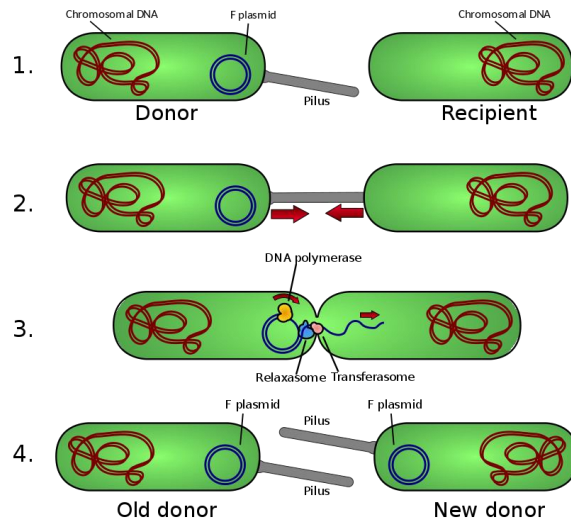 Chromosomal DNA
F plasmid
Chromosomal DNA
1.
Pilus
Donor
Recipient
2.
DNA polymerase
3.
Relaxasome
Transferasome
F plasmid
Pilus
F plasmid
4.
Pilus
Old donor
New donor